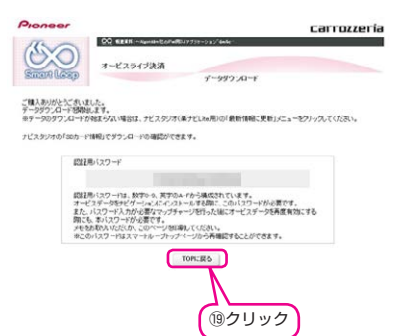 Pioneer
carrozzeria
Smart Loop
オービスライブ決済
データダウンロード
ご購入ありがとうございました。
データダウンロードを開始します。
※データのダウンロードが始まらない場合は、ナビスタジオ(楽ナビLite用)の「最新情報に更新」メニューをクリックしてください。
ナビスタジオの「SDカード情報」でダウンロードの確認ができます。
認証用パスワード
認証用パスワードは、数字0-9、英字のA-Fから構成されています。
オービスデータをナビゲーションにインストールする際に、このパスワードが必要です。
また、パスワード入力が必要なマップチャージを行った後にオービスデータを再度有効にする
際にも、本パスワードが必要です。
メモをお取りいただくか、このページを印刷してください。
※このパスワードはスマートループトップページから再確認することができます。
TOPに戻る
⑲クリック